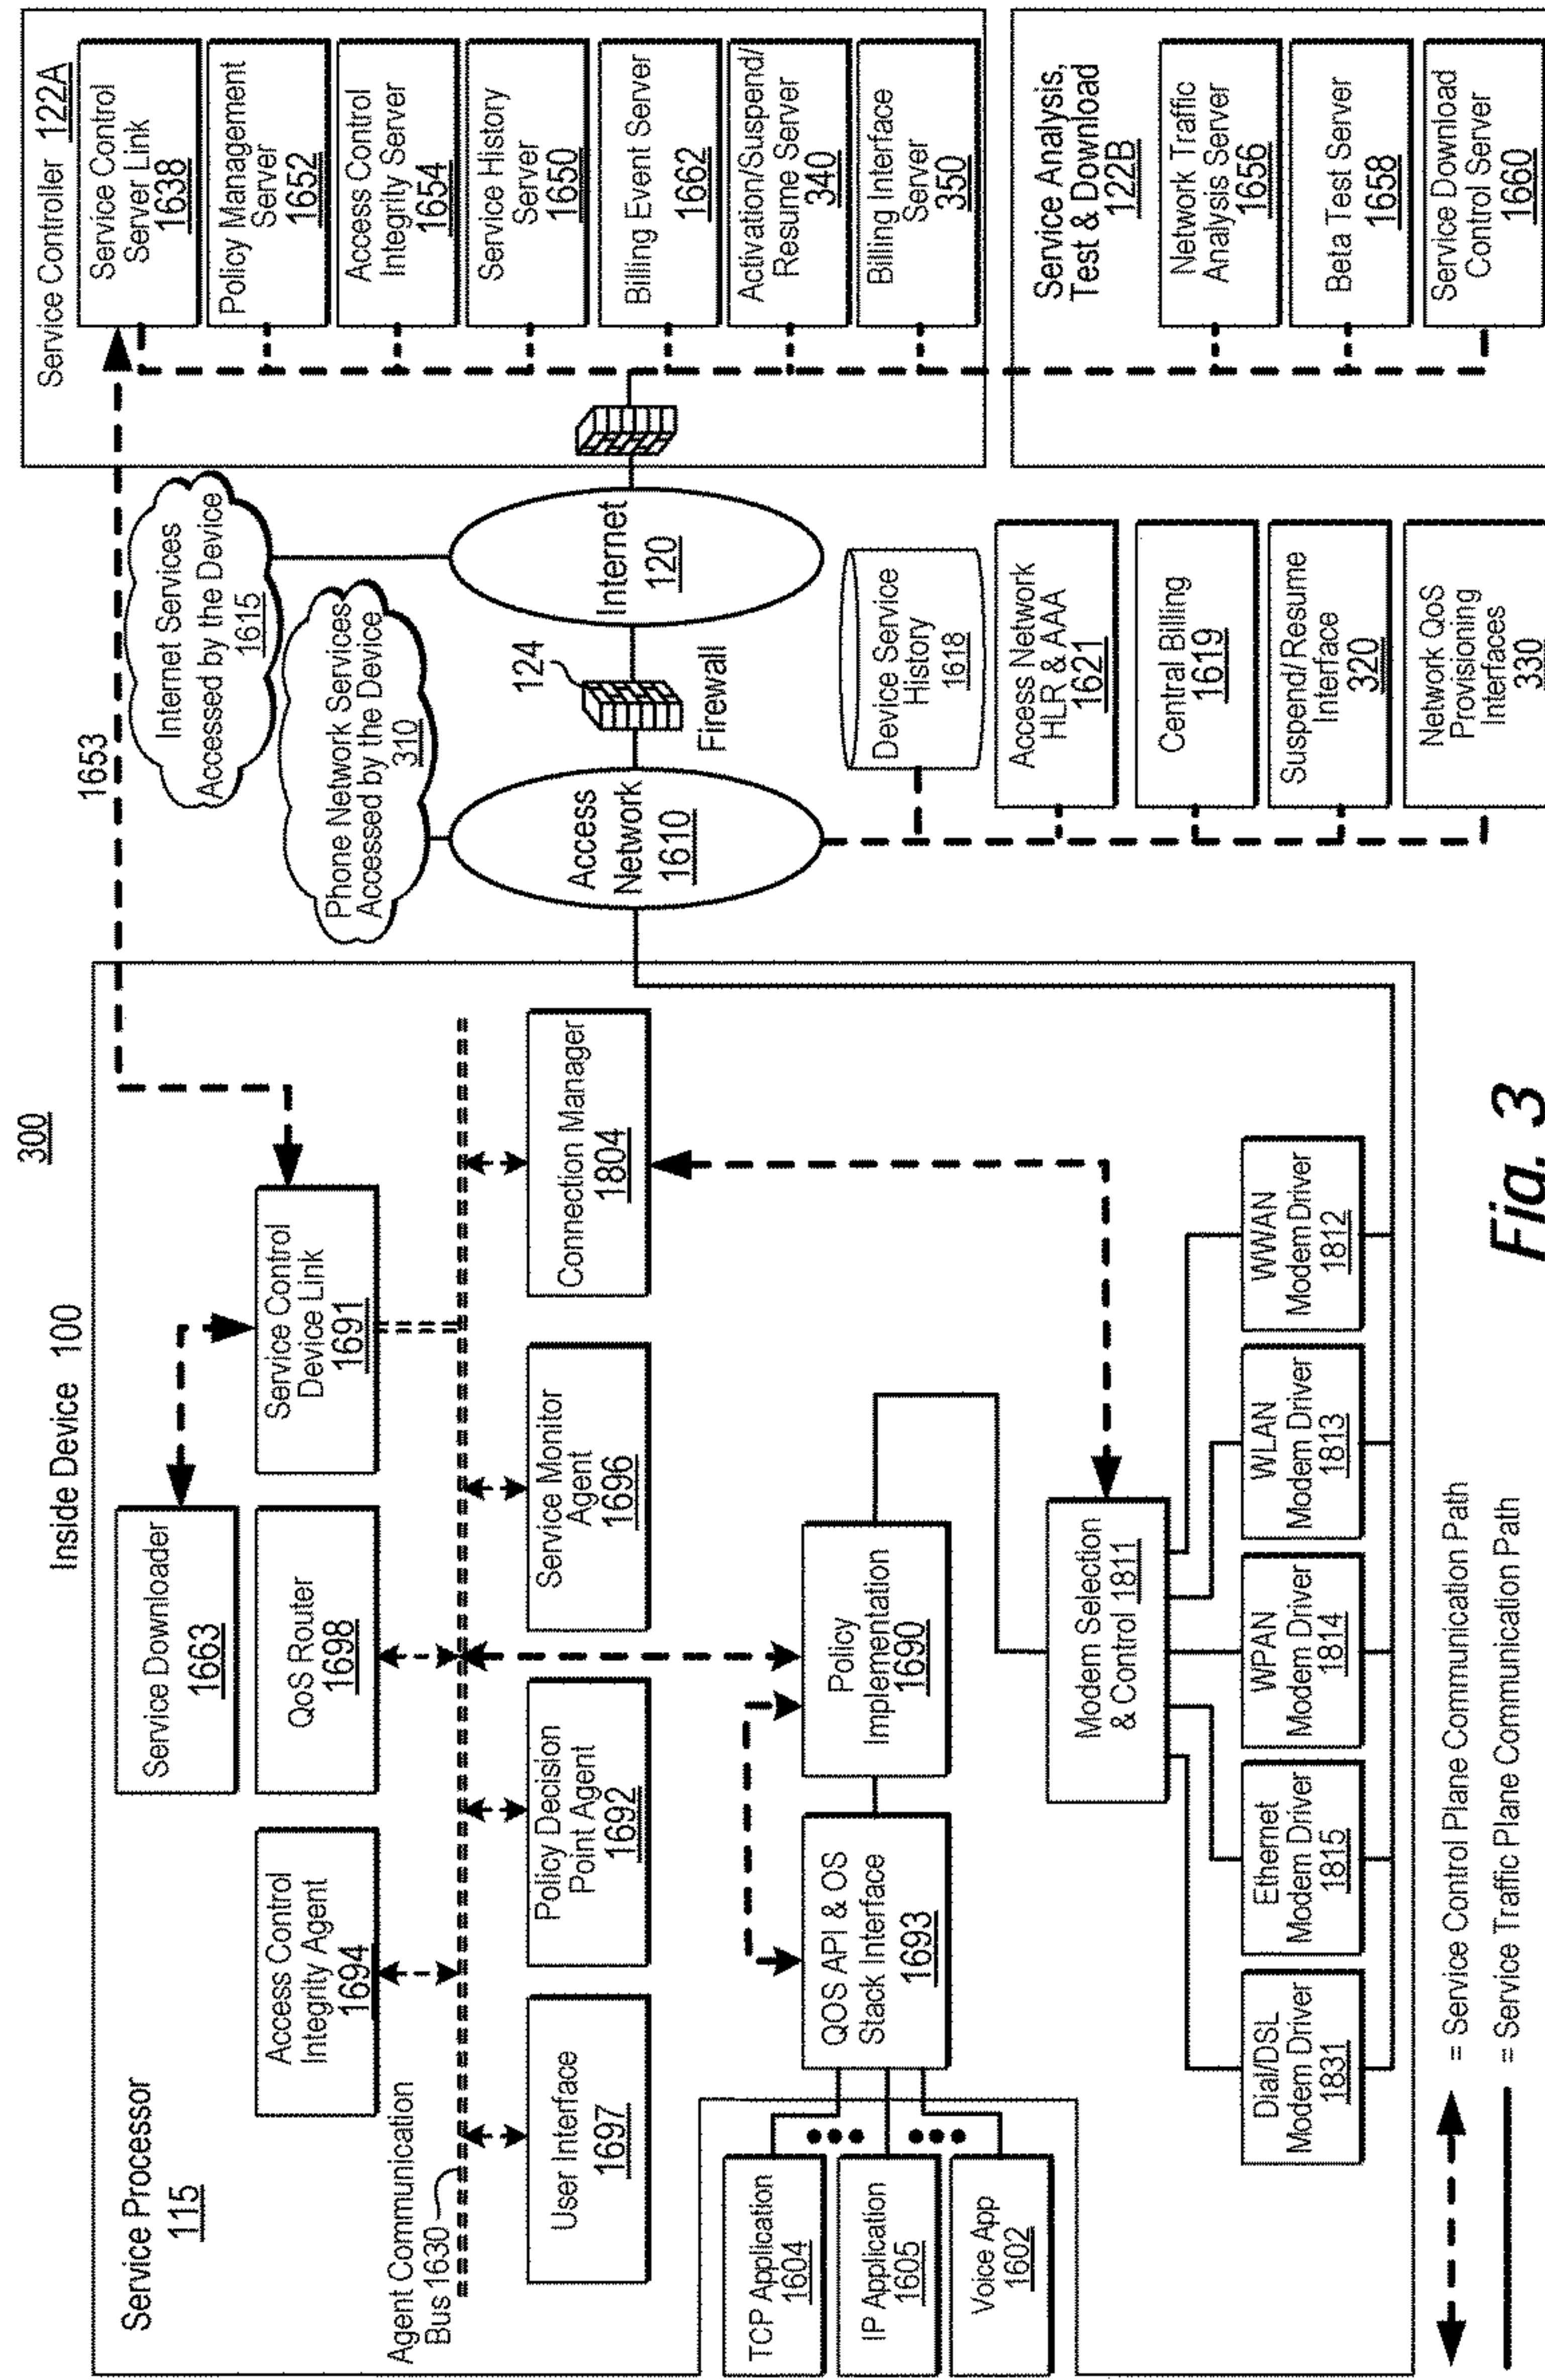 300
Inside Device 100
Service Processor
115
Service Downloader
1663
Access Control
Integrity Agent
1694
QoS Router
1698
Service Control
Device Link
1691
Agent Communication
Bus 1630
User Interface
1697
Policy Decision
Point Agent
1692
Service Monitor
Agent
1696
Connection Manager
1804
TCP Application
1604
IP Application
1605
Voice App
1602
QOS API & OS
Stack Interface
1693
Policy
Implementation
1690
Modem Selection
& Control 1811
Dial/DSL
Modem Driver
1831
Ethernet
Modem Driver
1815
WPAN
Modem Driver
1814
WLAN
Modem Driver
1813
WWAN
Modem Driver
1812
1653
Internet Services
Accessed by the Device
1615
Phone Network Services
Accessed by the Device
310
Access
Network
1610
124
Firewall
Internet
120
Device Service
History
1618
Access Network
HLR & AAA
1621
Central Billing
1619
Suspend/Resume
Interface
320
Network QoS
Provisioning
Interfaces
330
Service Controller 122A
Service Control
Server Link
1638
Policy Management
Server
1652
Access Control
Integrity Server
1654
Service History
Server
1650
Billing Event Server
1662
Activation/Suspend/
Resume Server
340
Billing Interface
Server
350
Service Analysis,
Test & Download
122B
Network Traffic
Analysis Server
1656
Beta Test Server
1658
Service Download
Control Server
1660
= Service Control Plane Communication Path
= Service Traffic Plane Communication Path
Fig. 3